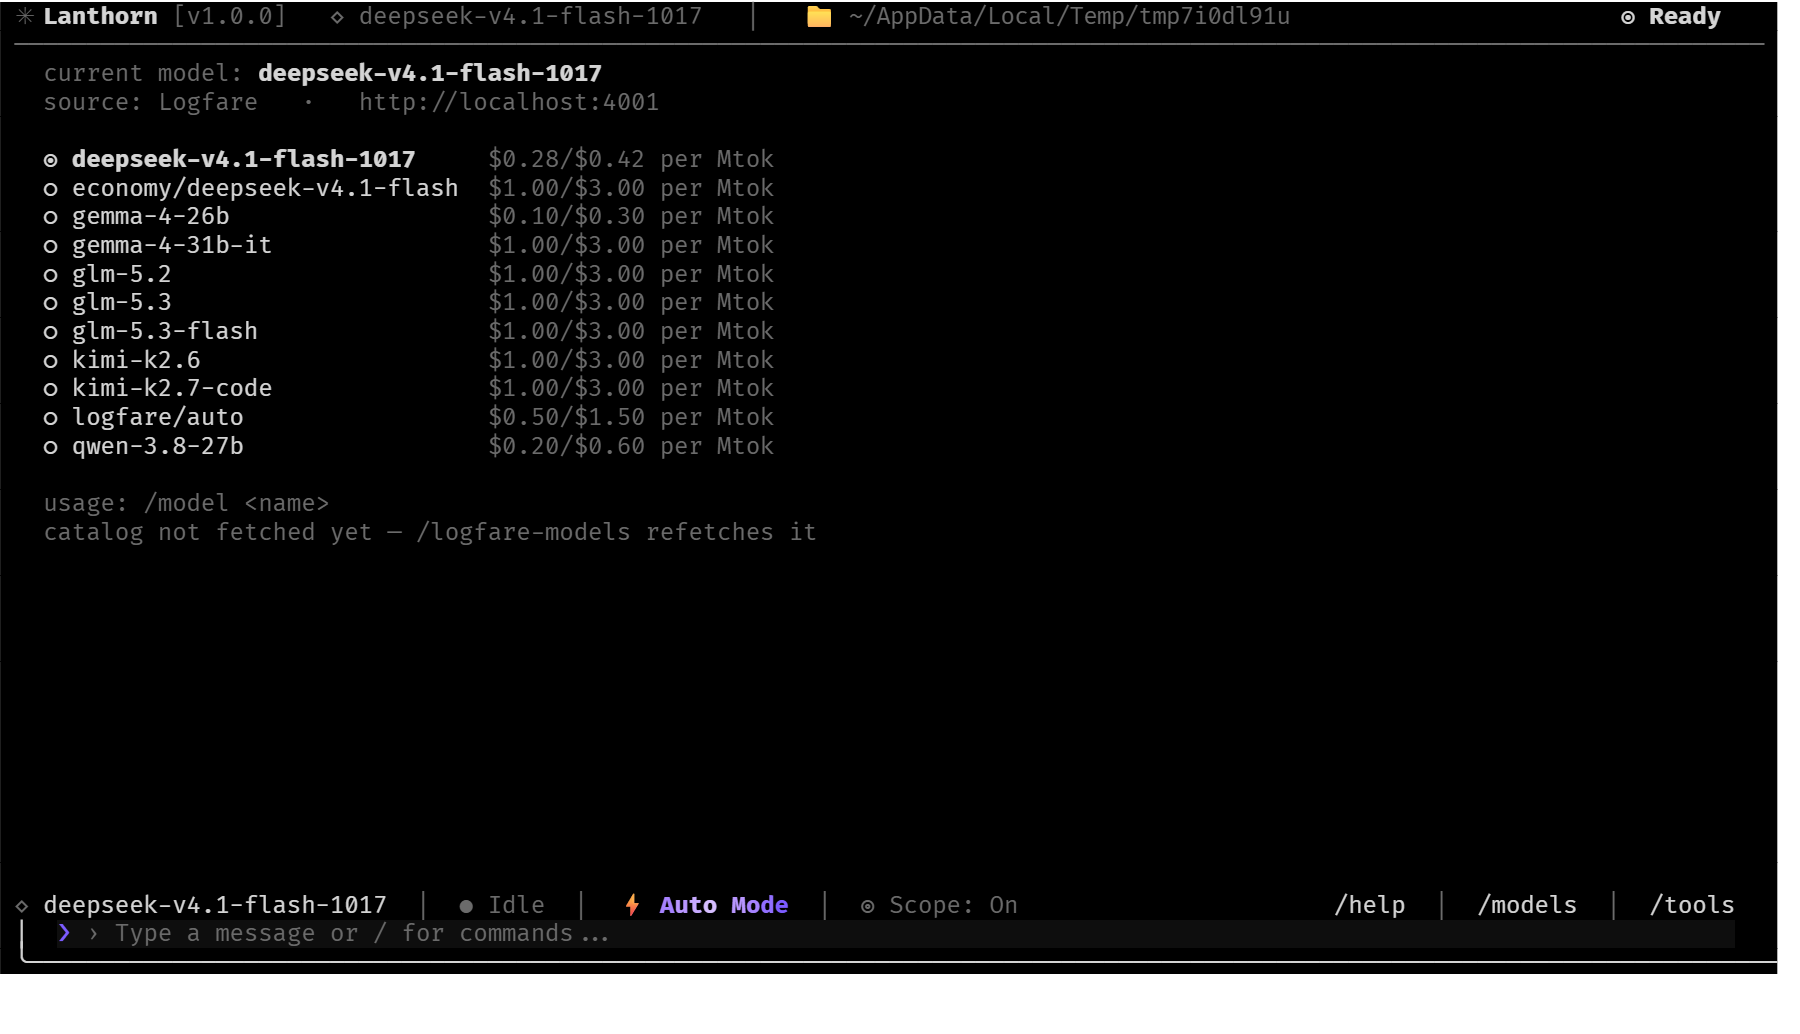 ✳ Lanthorn [v1.0.0] ◇ deepseek-v4.1-flash-1017 │ 📁 ~/AppData/Local/Temp/tmp7i0dl91u ⊙ Ready
current model: deepseek-v4.1-flash-1017
source: Logfare · http://localhost:4001
⊙ deepseek-v4.1-flash-1017 $0.28/$0.42 per Mtok
○ economy/deepseek-v4.1-flash $1.00/$3.00 per Mtok
○ gemma-4-26b $0.10/$0.30 per Mtok
○ gemma-4-31b-it $1.00/$3.00 per Mtok
○ glm-5.2 $1.00/$3.00 per Mtok
○ glm-5.3 $1.00/$3.00 per Mtok
○ glm-5.3-flash $1.00/$3.00 per Mtok
○ kimi-k2.6 $1.00/$3.00 per Mtok
○ kimi-k2.7-code $1.00/$3.00 per Mtok
○ logfare/auto $0.50/$1.50 per Mtok
○ qwen-3.8-27b $0.20/$0.60 per Mtok
usage: /model <name>
catalog not fetched yet — /logfare-models refetches it
◇ deepseek-v4.1-flash-1017 │ ● Idle │ ⚡ Auto Mode │ ⊙ Scope: On /help │ /models │ /tools
❯ › Type a message or / for commands...